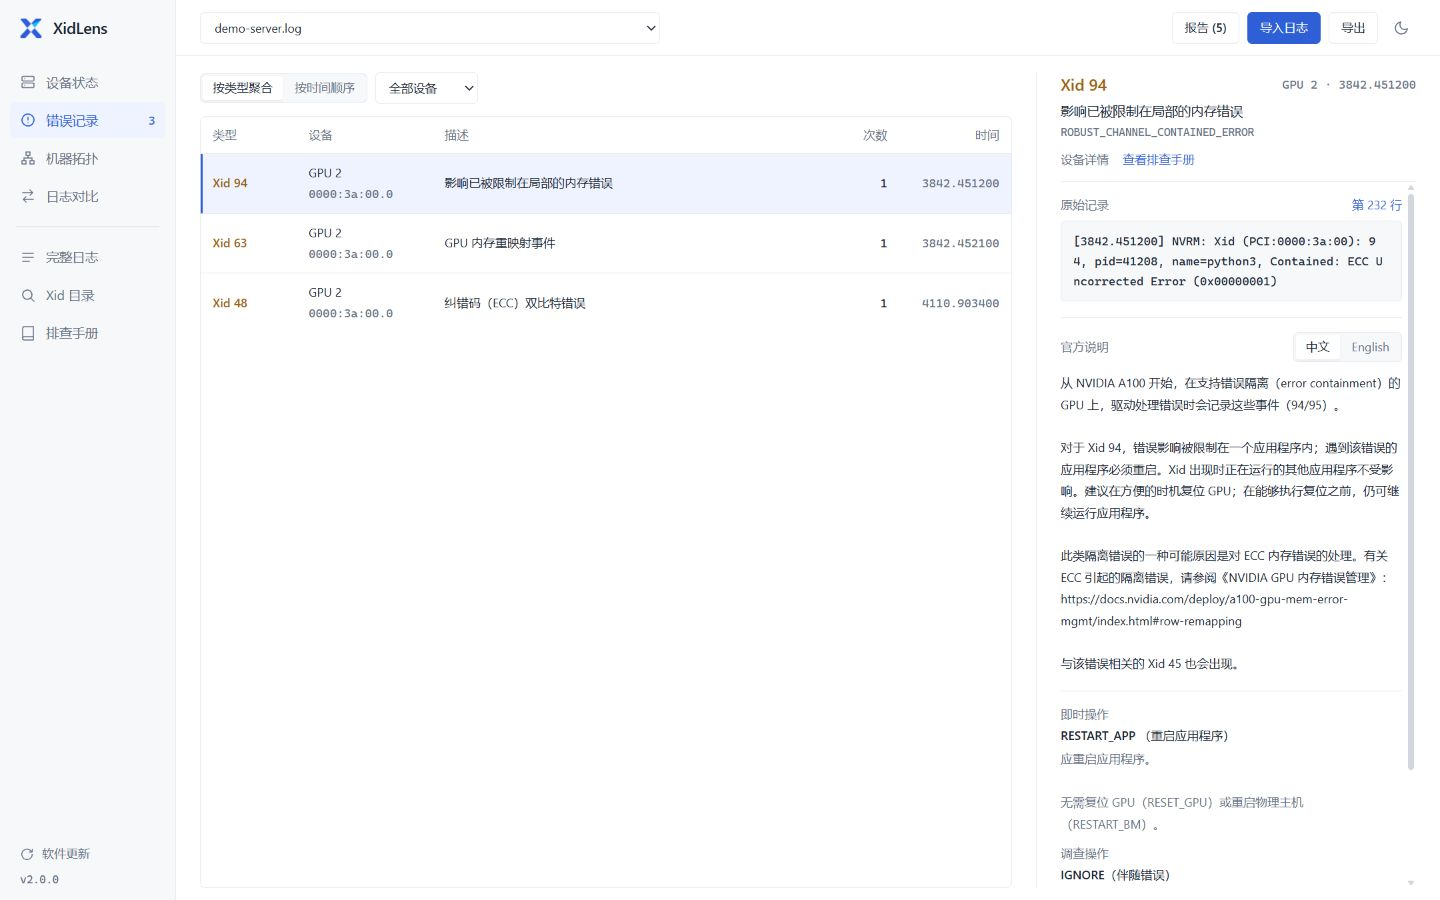 XidLens
demo-server.log
报告 (5)
导入日志
导出
设备状态
错误记录 3
机器拓扑
日志对比
完整日志
Xid 目录
排查手册
软件更新
v2.0.0
按类型聚合 按时间顺序 全部设备
类型 设备 描述 次数 时间
Xid 94 GPU 2 影响已被限制在局部的内存错误 1 3842.451200
0000:3a:00.0
Xid 63 GPU 2 GPU 内存重映射事件 1 3842.452100
0000:3a:00.0
Xid 48 GPU 2 纠错码（ECC）双比特错误 1 4110.903400
0000:3a:00.0
Xid 94 GPU 2 · 3842.451200
影响已被限制在局部的内存错误
ROBUST_CHANNEL_CONTAINED_ERROR
设备详情 查看排查手册
原始记录 第 232 行
[3842.451200] NVRM: Xid (PCI:0000:3a:00): 9
4, pid=41208, name=python3, Contained: ECC U
ncorrected Error (0x00000001)
官方说明 中文 English
从 NVIDIA A100 开始，在支持错误隔离（error containment）的
GPU 上，驱动处理错误时会记录这些事件（94/95）。
对于 Xid 94，错误影响被限制在一个应用程序内；遇到该错误的
应用程序必须重启。Xid 出现时正在运行的其他应用程序不受影
响。建议在方便的时机复位 GPU；在能够执行复位之前，仍可继
续运行应用程序。
此类隔离错误的一种可能原因是对 ECC 内存错误的处理。有关
ECC 引起的隔离错误，请参阅《NVIDIA GPU 内存错误管理》：
https://docs.nvidia.com/deploy/a100-gpu-mem-error-
mgmt/index.html#row-remapping
与该错误相关的 Xid 45 也会出现。
即时操作
RESTART_APP （重启应用程序）
应重启应用程序。
无需复位 GPU（RESET_GPU）或重启物理主机
（RESTART_BM）。
调查操作
IGNORE（伴随错误）